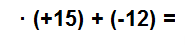 · (+15) + (-12) =